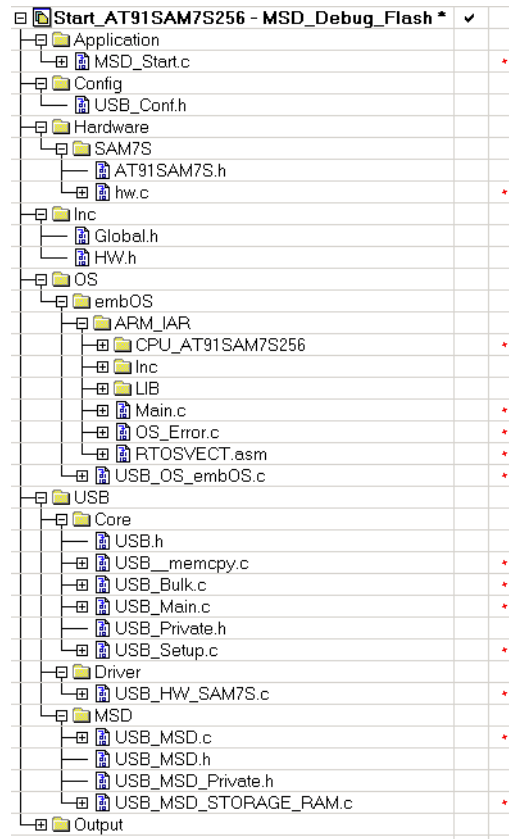 Start_AT91SAM7S256 - MSD_Debug_Flash *
Application
MSD_Start.c
Config
USB_Conf.h
Hardware
SAM7S
AT91SAM7S.h
hw.c
Inc
Global.h
HW.h
OS
embOS
ARM_IAR
CPU_AT91SAM7S256
Inc
LIB
Main.c
OS_Error.c
RTOSVECT.asm
USB_OS_embOS.c
USB
Core
USB.h
USB__memcpy.c
USB_Bulk.c
USB_Main.c
USB_Private.h
USB_Setup.c
Driver
USB_HW_SAM7S.c
MSD
USB_MSD.c
USB_MSD.h
USB_MSD_Private.h
USB_MSD_STORAGE_RAM.c
Output